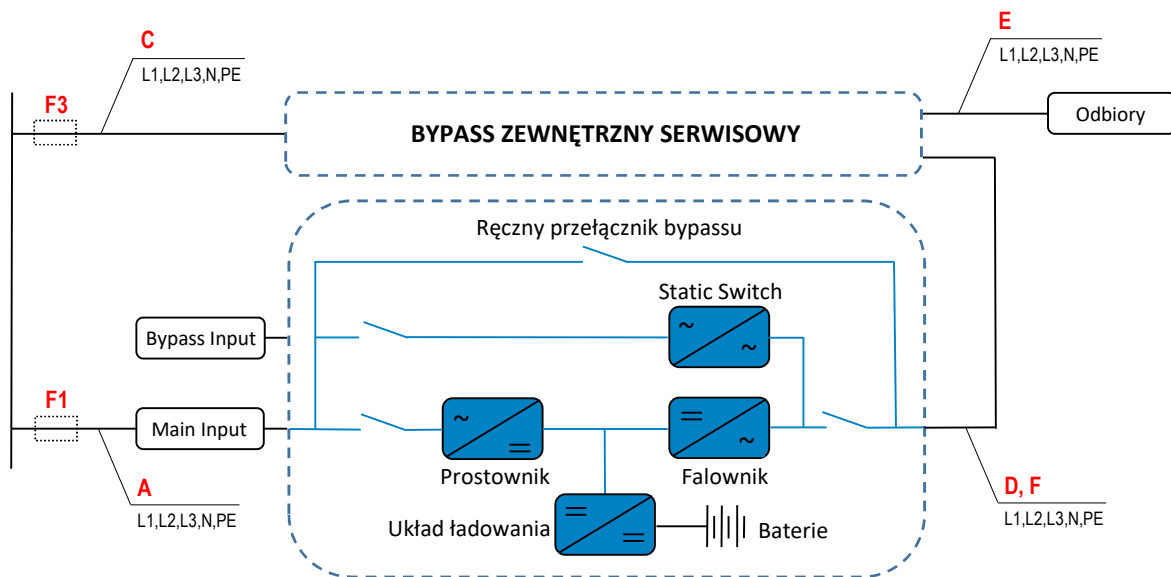 C
L1,L2,L3,N,PE
E
L1,L2,L3,N,PE
F3
BYPASS ZEWNĘTRZNY SERWISOWY
Odbiory
Ręczny przełącznik bypassu
Static Switch
~
~
Bypass Input
F1
Main Input
~
Prostownik
~
Falownik
A
L1,L2,L3,N,PE
D, F
L1,L2,L3,N,PE
Układ ładowania
Baterie